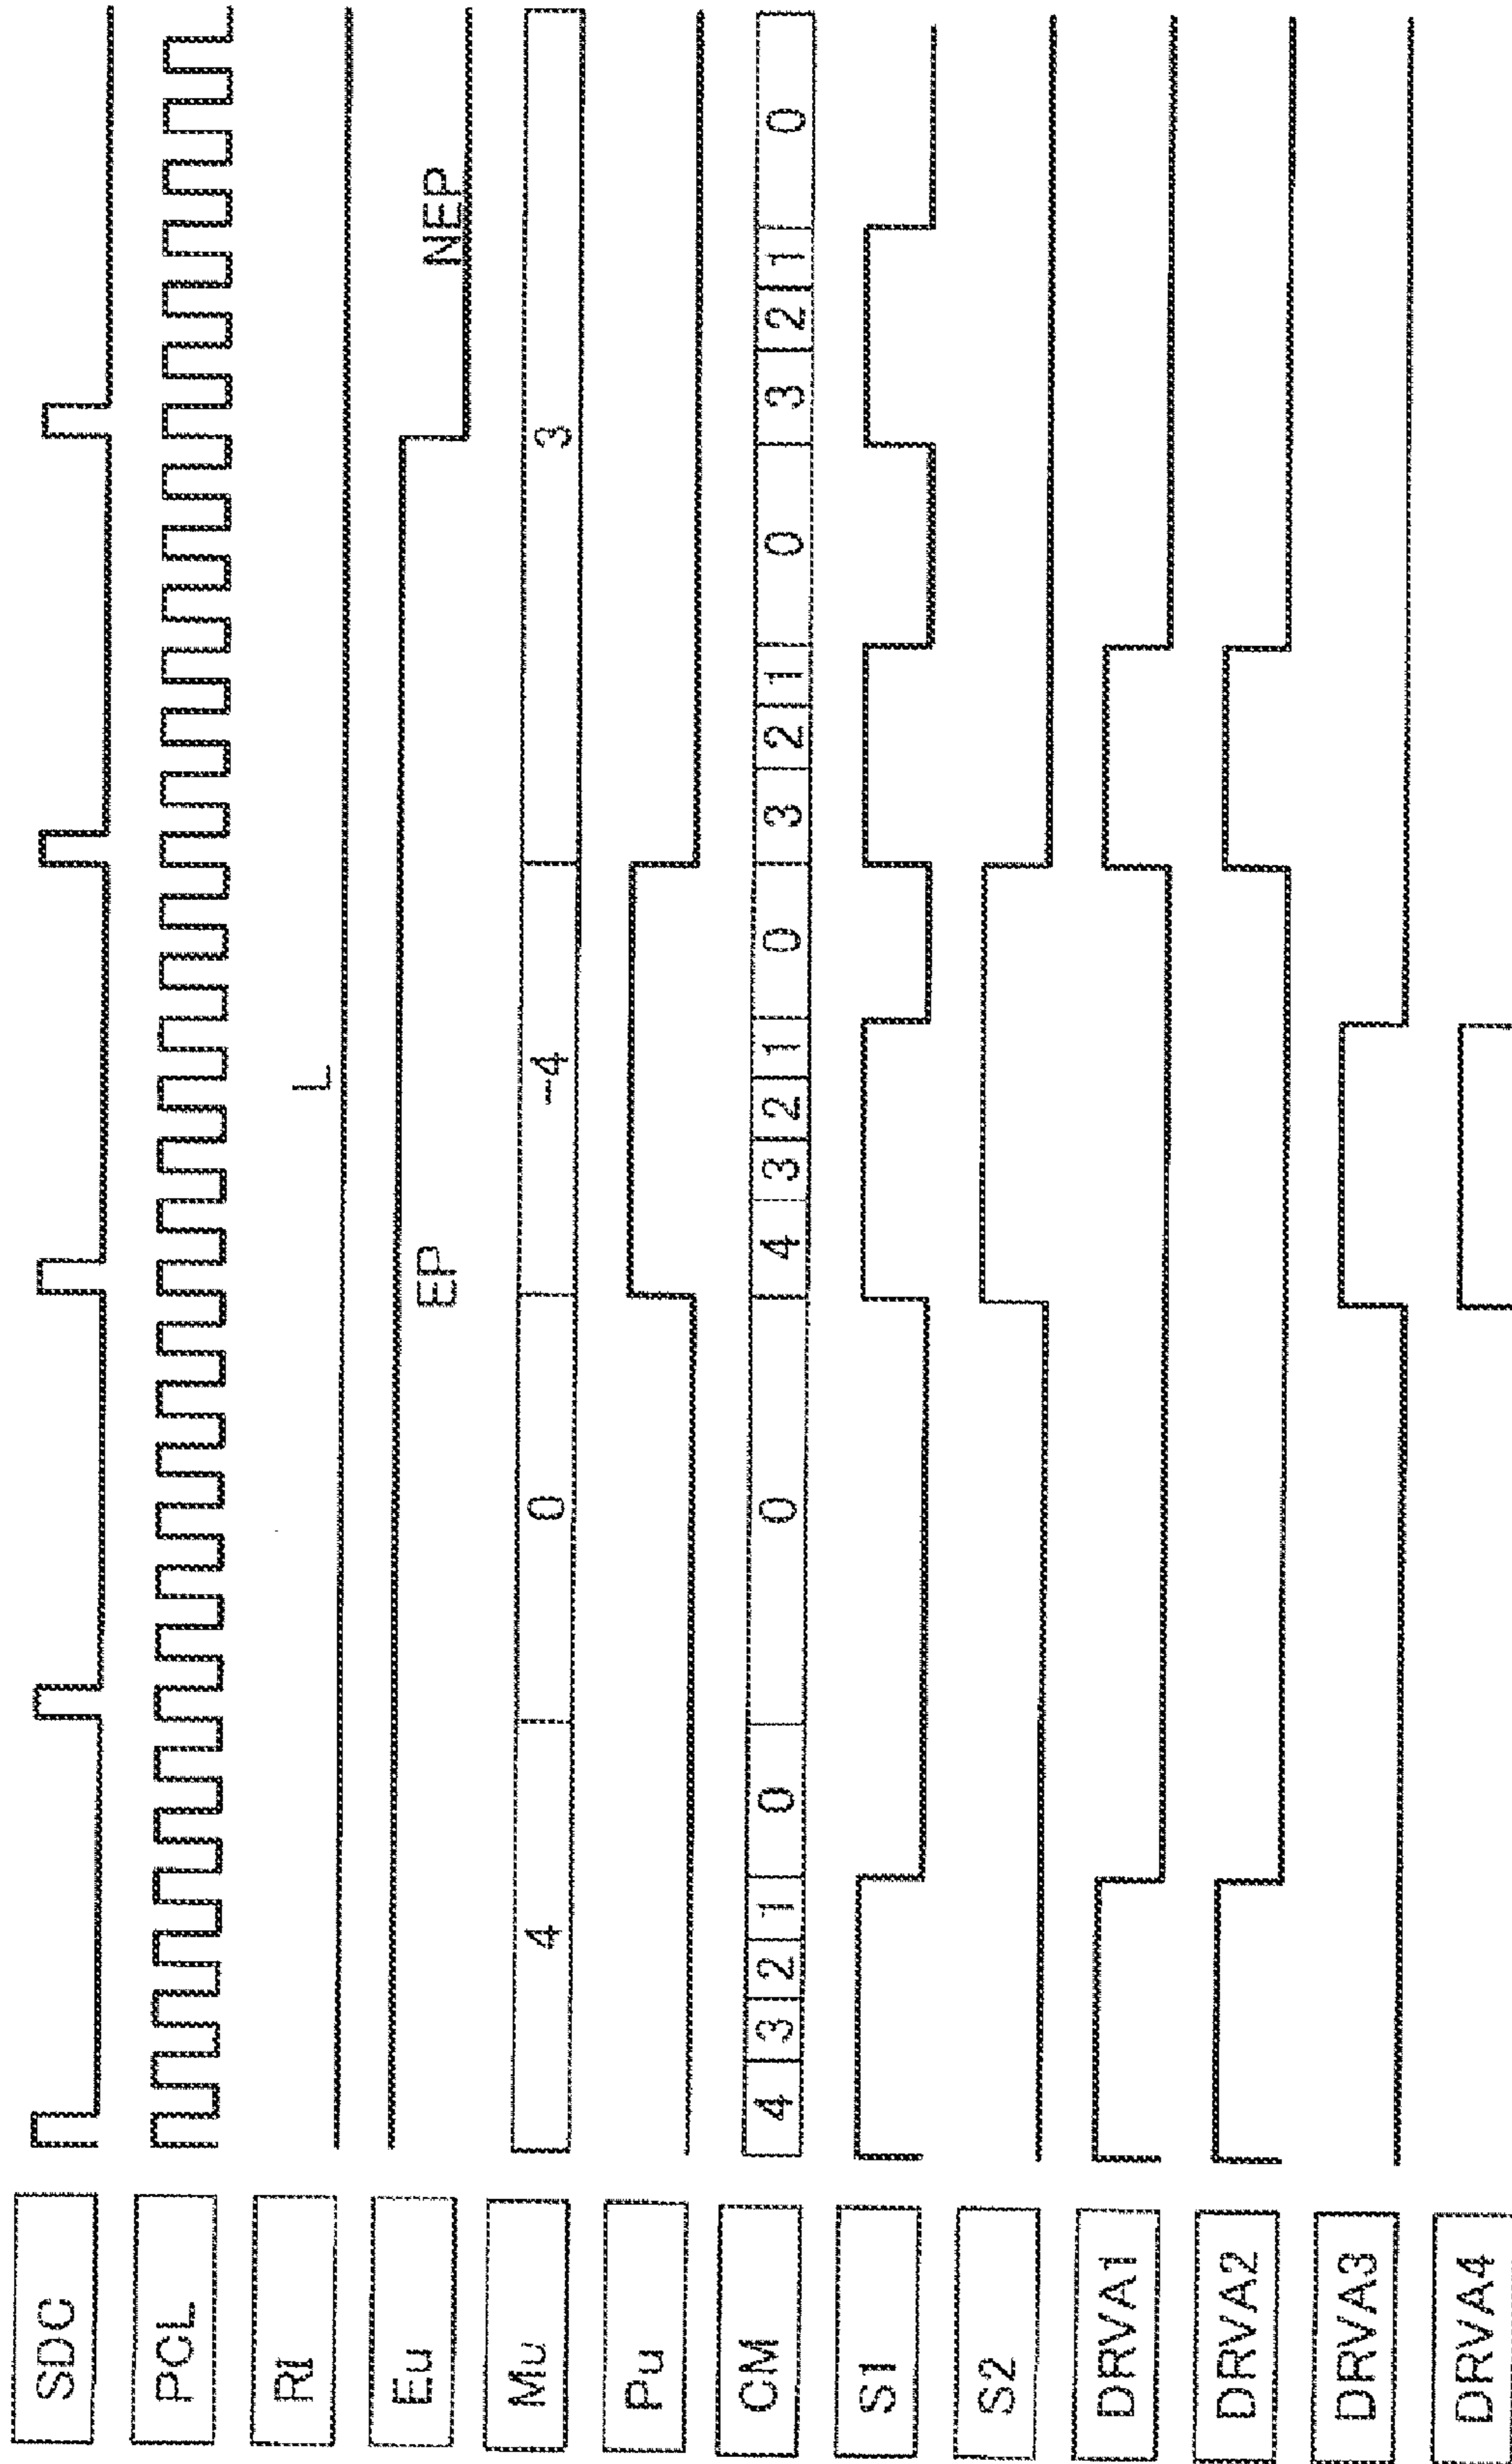 SDC
PCL
RI L
Eu EP NEP
Mu 4 0 -4 3
Pu
CM 4 3 2 1 0 0 4 3 2 1 0 3 2 1 0 3 2 1 0
S1
S2
DRVA1
DRVA2
DRVA3
DRVA4